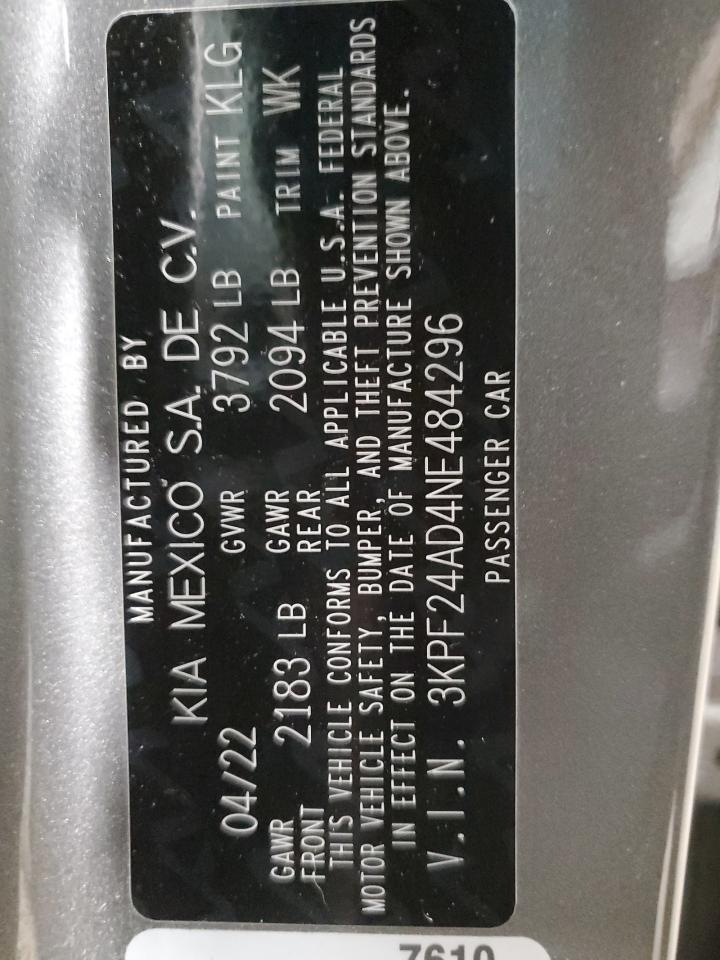 MANUFACTURED BY
KIA MEXICO S.A. DE C.V.
04/22 GVWR 3792 LB PAINT KLG
GAWR FRONT 2183 LB GAWR REAR 2094 LB TRIM WK
THIS VEHICLE CONFORMS TO ALL APPLICABLE U.S.A. FEDERAL
MOTOR VEHICLE SAFETY, BUMPER, AND THEFT PREVENTION STANDARDS
IN EFFECT ON THE DATE OF MANUFACTURE SHOWN ABOVE.
V.I.N. 3KPF24AD4NE484296
PASSENGER CAR
7610